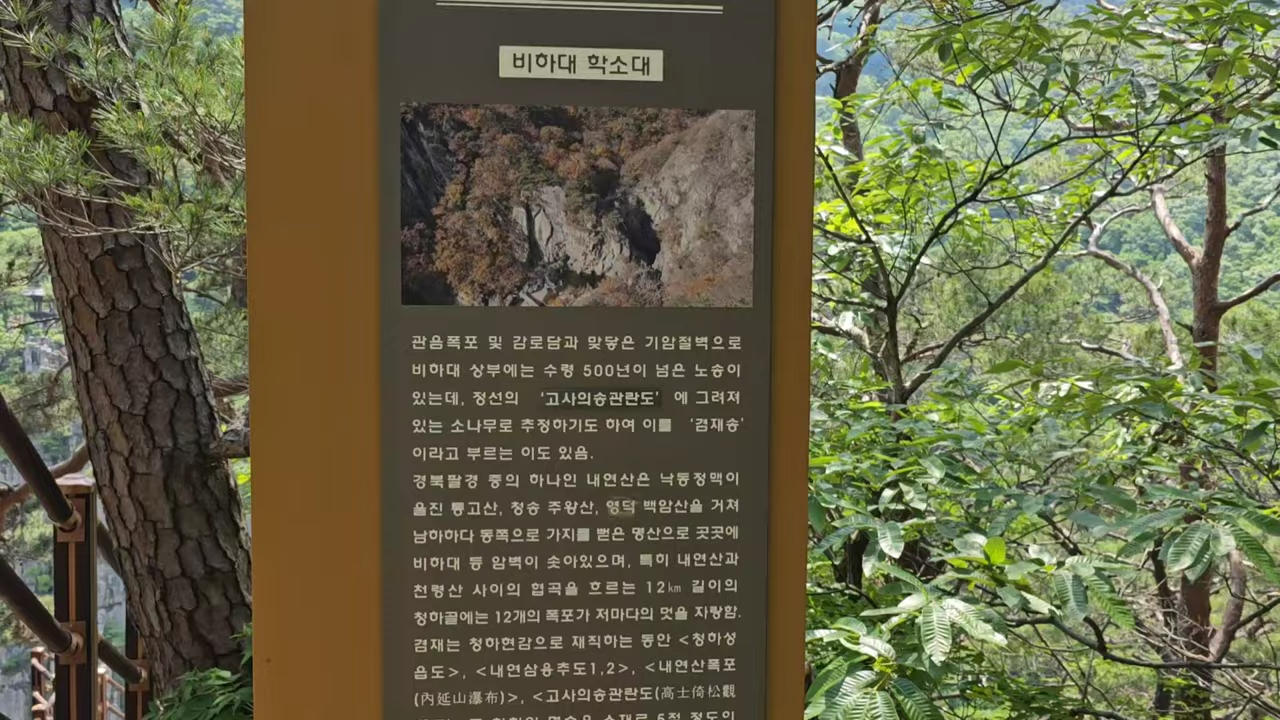 비하대 학소대
관음폭포 및 감로담과 맞닿은 기암절벽으로
비하대 상부에는 수령 500년이 넘은 노송이
있는데, 정선의 '고사의송관란도' 에 그려져
있는 소나무로 추정하기도 하여 이를 '겸재송'
이라고 부르는 이도 있음.
경북팔경 중의 하나인 내연산은 낙동정맥이
울진 통고산, 청송 주왕산, 영덕 백암산을 거쳐
남하하다 동쪽으로 가지를 뻗은 명산으로 곳곳에
비하대 등 암벽이 솟아있으며, 특히 내연산과
천령산 사이의 협곡을 흐르는 12㎞ 길이의
청하골에는 12개의 폭포가 저마다의 멋을 자랑함.
겸재는 청하현감으로 재직하는 동안 <청하성
읍도>, <내연삼용추도1,2>, <내연산폭포
(內延山瀑布)>, <고사의송관란도(高士倚松觀